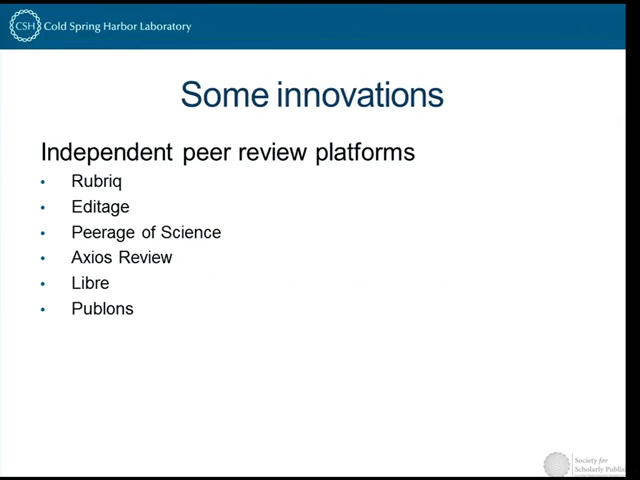 CSH Cold Spring Harbor Laboratory
Some innovations
Independent peer review platforms
• Rubriq
• Editage
• Peerage of Science
• Axios Review
• Libre
• Publons
Society for
Scholarly Publis